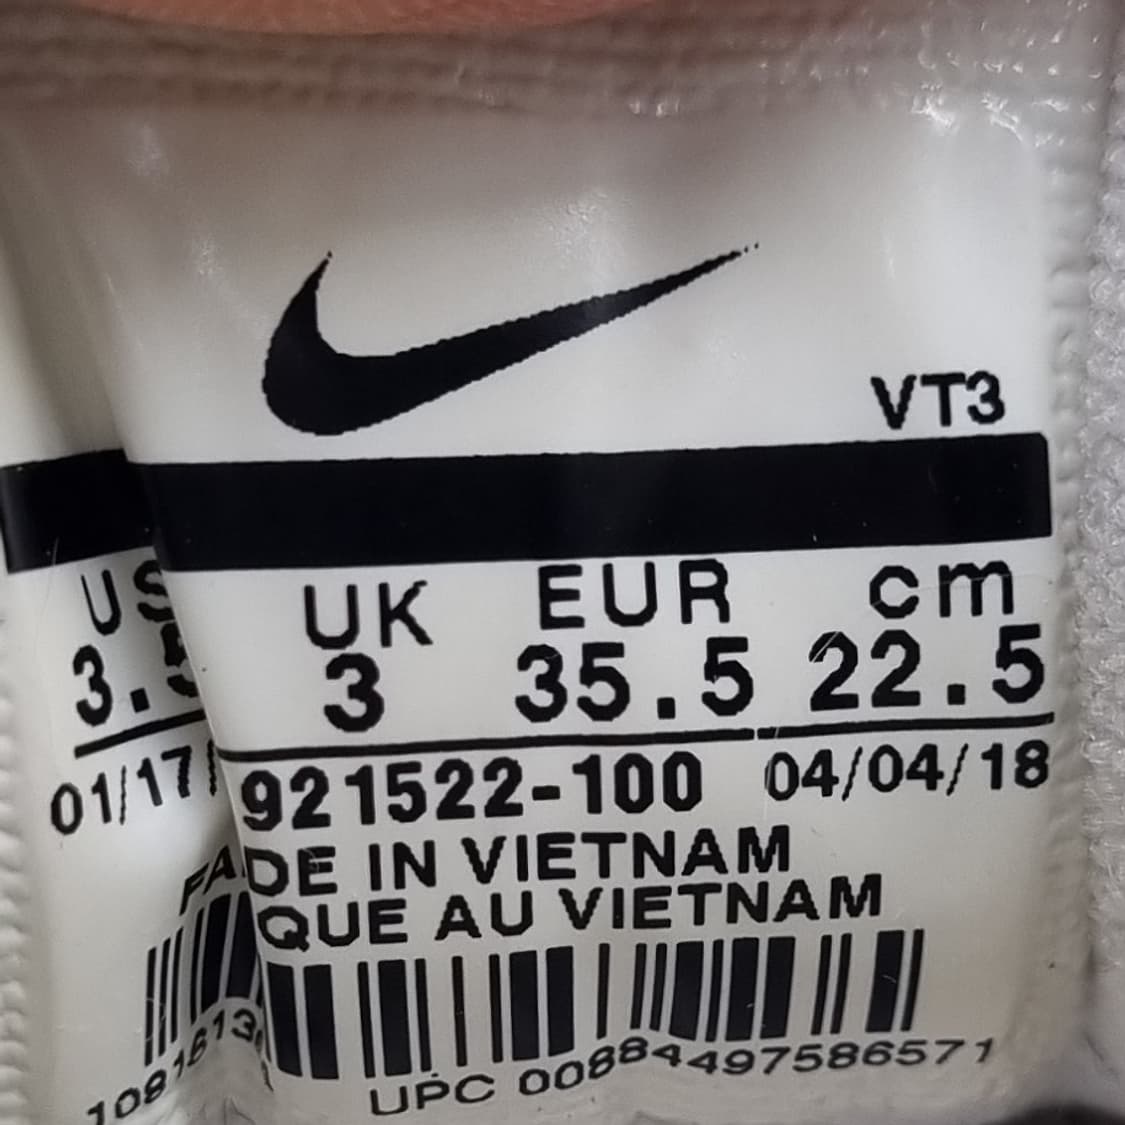 VT3
US UK EUR cm
3.5 3 35.5 22.5
01/17/ 921522-100 04/04/18
DE IN VIETNAM
FA QUE AU VIETNAM
UPC 00884497586571